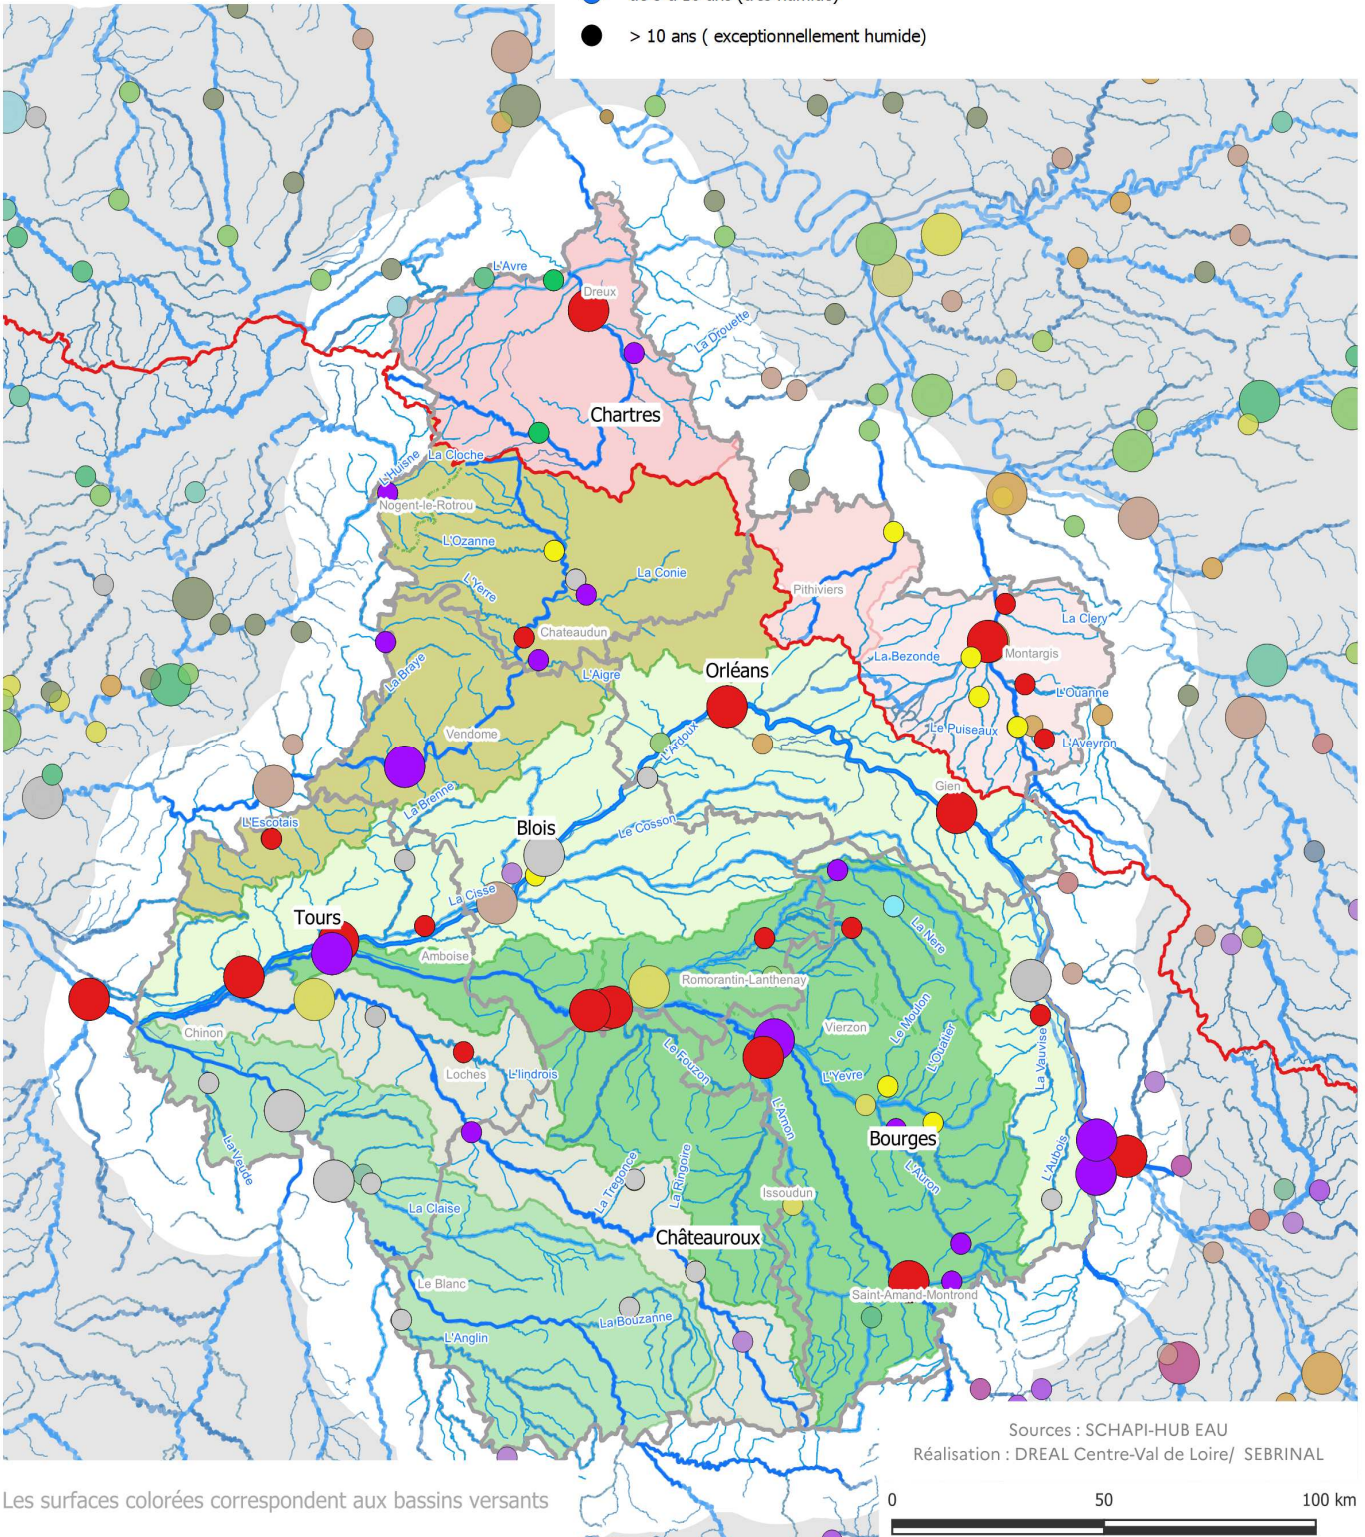 > 10 ans ( exceptionnellement humide)
L'Avre
Dreux
La Drouette
Chartres
La Cloche
L'Huisne
Nogent-le-Rotrou
L'Ozanne
La Conie
L'Yerre
Pithiviers
La Clery
Chateaudun
Montargis
La Bezonde
Orléans
La Braye
L'Aigre
L'Ouanne
Vendome
L'Ardoux
Le Puiseaux
L'Aveyron
Gien
La Brenne
L'Escotais
Blois
Le Cosson
La Cisse
Tours
La Nere
Amboise
Romorantin-Lanthenay
Le Moulon
Vierzon
L'Ouatier
Chinon
La Vauvise
Le Fouzon
Loches
L'Iindrois
L'Yevre
L'Arnon
Bourges
La Veude
L'Aubois
La Tregonce
La Ringoire
L'Auron
Issoudun
La Claise
Châteauroux
Le Blanc
Saint-Amand-Montrond
La Bouzanne
L'Anglin
Sources : SCHAPI-HUB EAU
Réalisation : DREAL Centre-Val de Loire/ SEBRINAL
Les surfaces colorées correspondent aux bassins versants
0 50 100 km